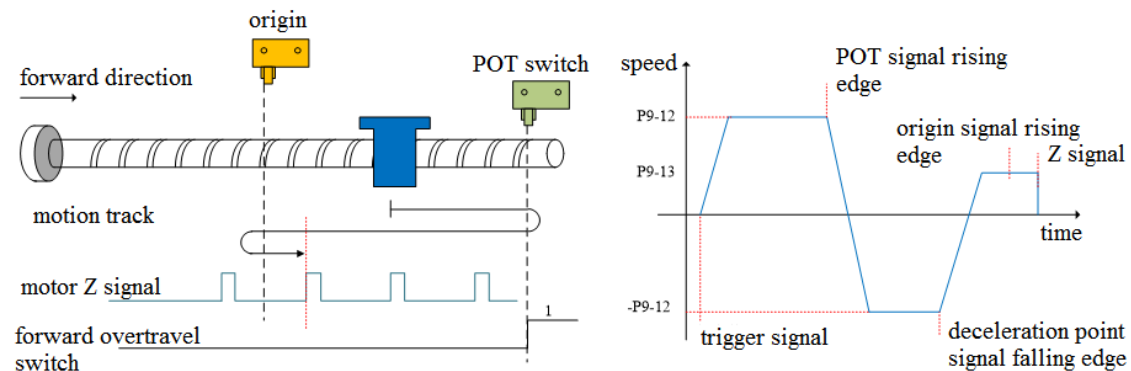 origin
forward direction
POT switch
motion track
motor Z signal
1
forward overtravel
switch
speed
POT signal rising
edge
P9-12
origin signal rising
edge
Z signal
P9-13
time
-P9-12
trigger signal
deceleration point
signal falling edge